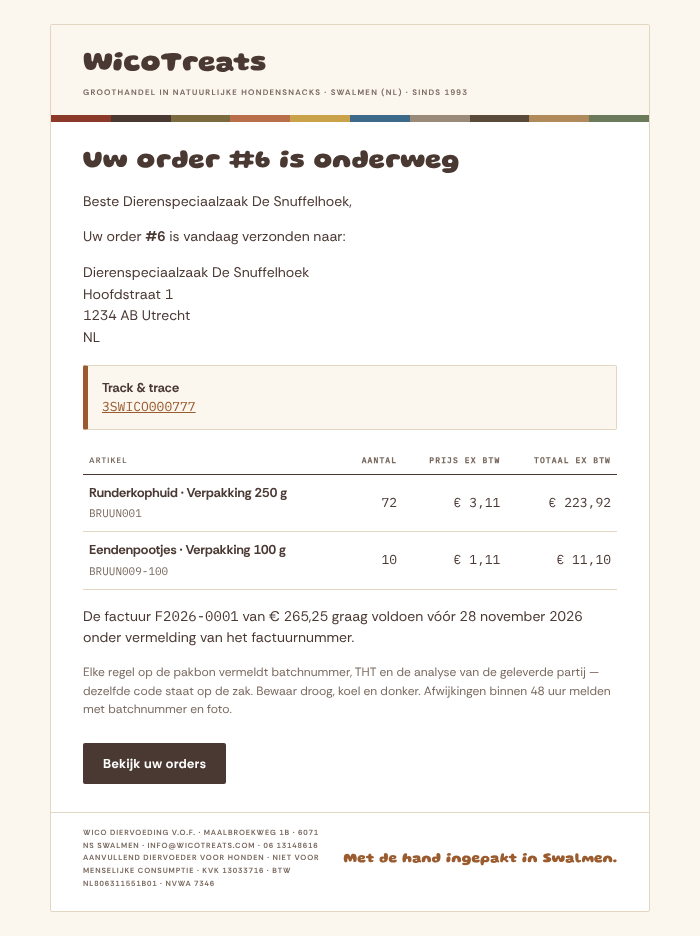 WicoTreats
GROOTHANDEL IN NATUURLIJKE HONDENSNACKS · SWALMEN (NL) · SINDS 1993
Uw order #6 is onderweg
Beste Dierenspeciaalzaak De Snuffelhoek,
Uw order #6 is vandaag verzonden naar:
Dierenspeciaalzaak De Snuffelhoek
Hoofdstraat 1
1234 AB Utrecht
NL
Track & trace
3SWICO000777
ARTIKEL AANTAL PRIJS EX BTW TOTAAL EX BTW
Runderkophuid · Verpakking 250 g
BRUUN001
72 € 3,11 € 223,92
Eendenpootjes · Verpakking 100 g
BRUUN009-100
10 € 1,11 € 11,10
De factuur F2026-0001 van € 265,25 graag voldoen vóór 28 november 2026
onder vermelding van het factuurnummer.
Elke regel op de pakbon vermeldt batchnummer, THT en de analyse van de geleverde partij —
dezelfde code staat op de zak. Bewaar droog, koel en donker. Afwijkingen binnen 48 uur melden
met batchnummer en foto.
Bekijk uw orders
WICO DIERVOEDING V.O.F. · MAALBROEKWEG 1B · 6071
NS SWALMEN · INFO@WICOTREATS.COM · 06 13148616
AANVULLEND DIERVOEDER VOOR HONDEN · NIET VOOR
MENSELIJKE CONSUMPTIE · KVK 13033716 · BTW
NL806311551B01 · NVWA 7346
Met de hand ingepakt in Swalmen.